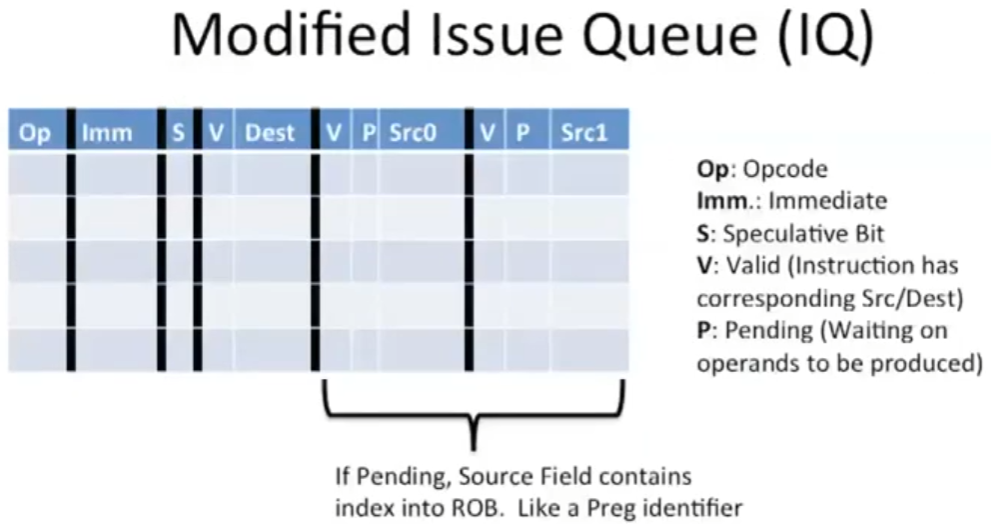 Modified Issue Queue (IQ)
Op Imm S V Dest V P Src0 V P Src1
Op: Opcode
Imm.: Immediate
S: Speculative Bit
V: Valid (Instruction has
corresponding Src/Dest)
P: Pending (Waiting on
operands to be produced)
If Pending, Source Field contains
index into ROB. Like a Preg identifier